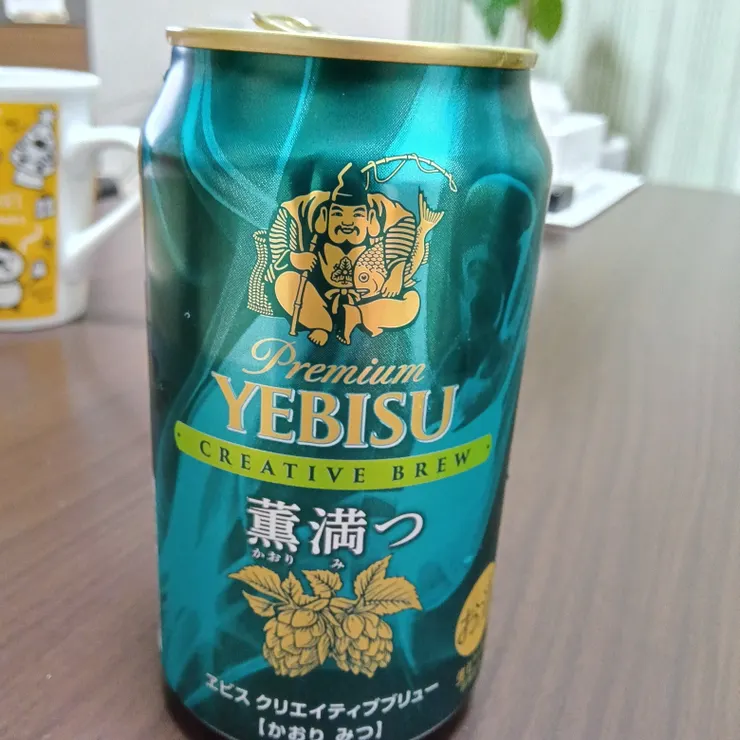 Premium
YEBISU
CREATIVE BREW
薫満つ
かおり み
ヱビス クリエイティブブリュー
【かおり みつ】
お